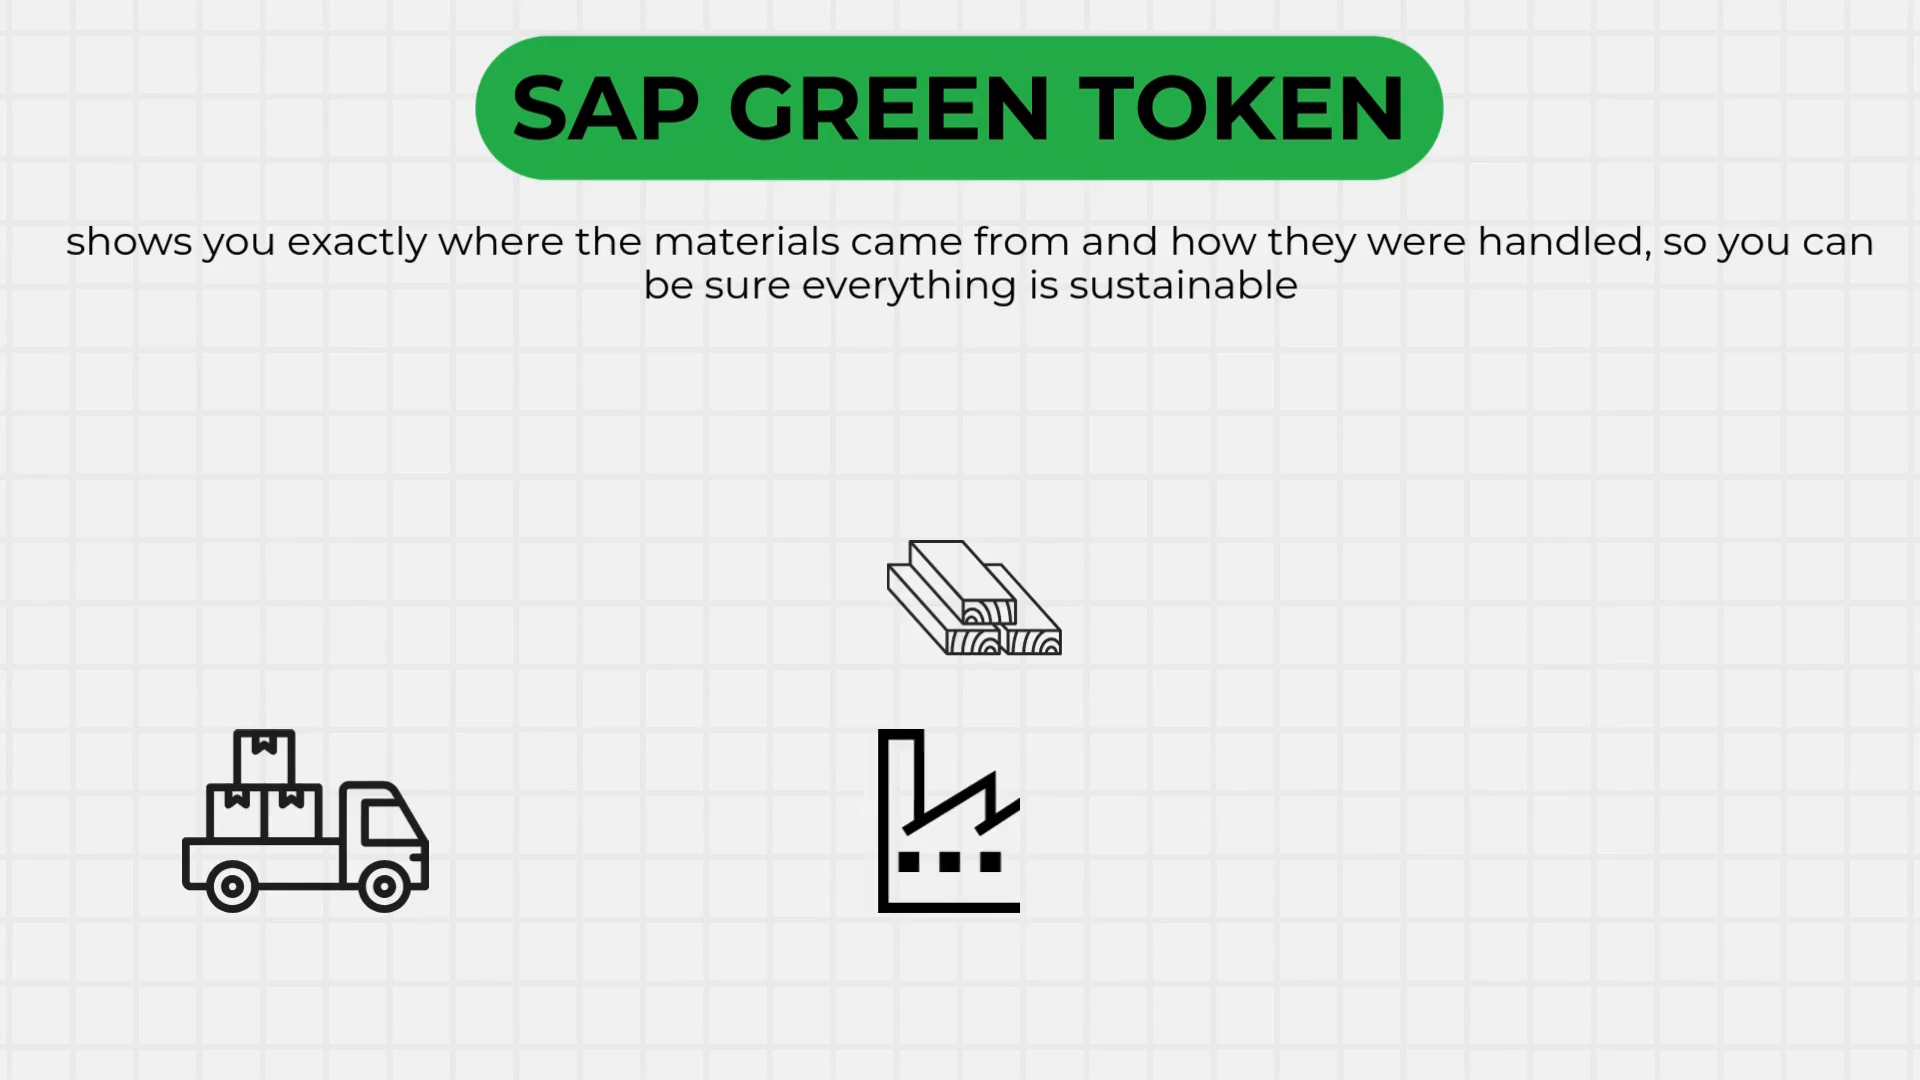 SAP GREEN TOKEN
shows you exactly where the materials came from and how they were handled, so you can
be sure everything is sustainable